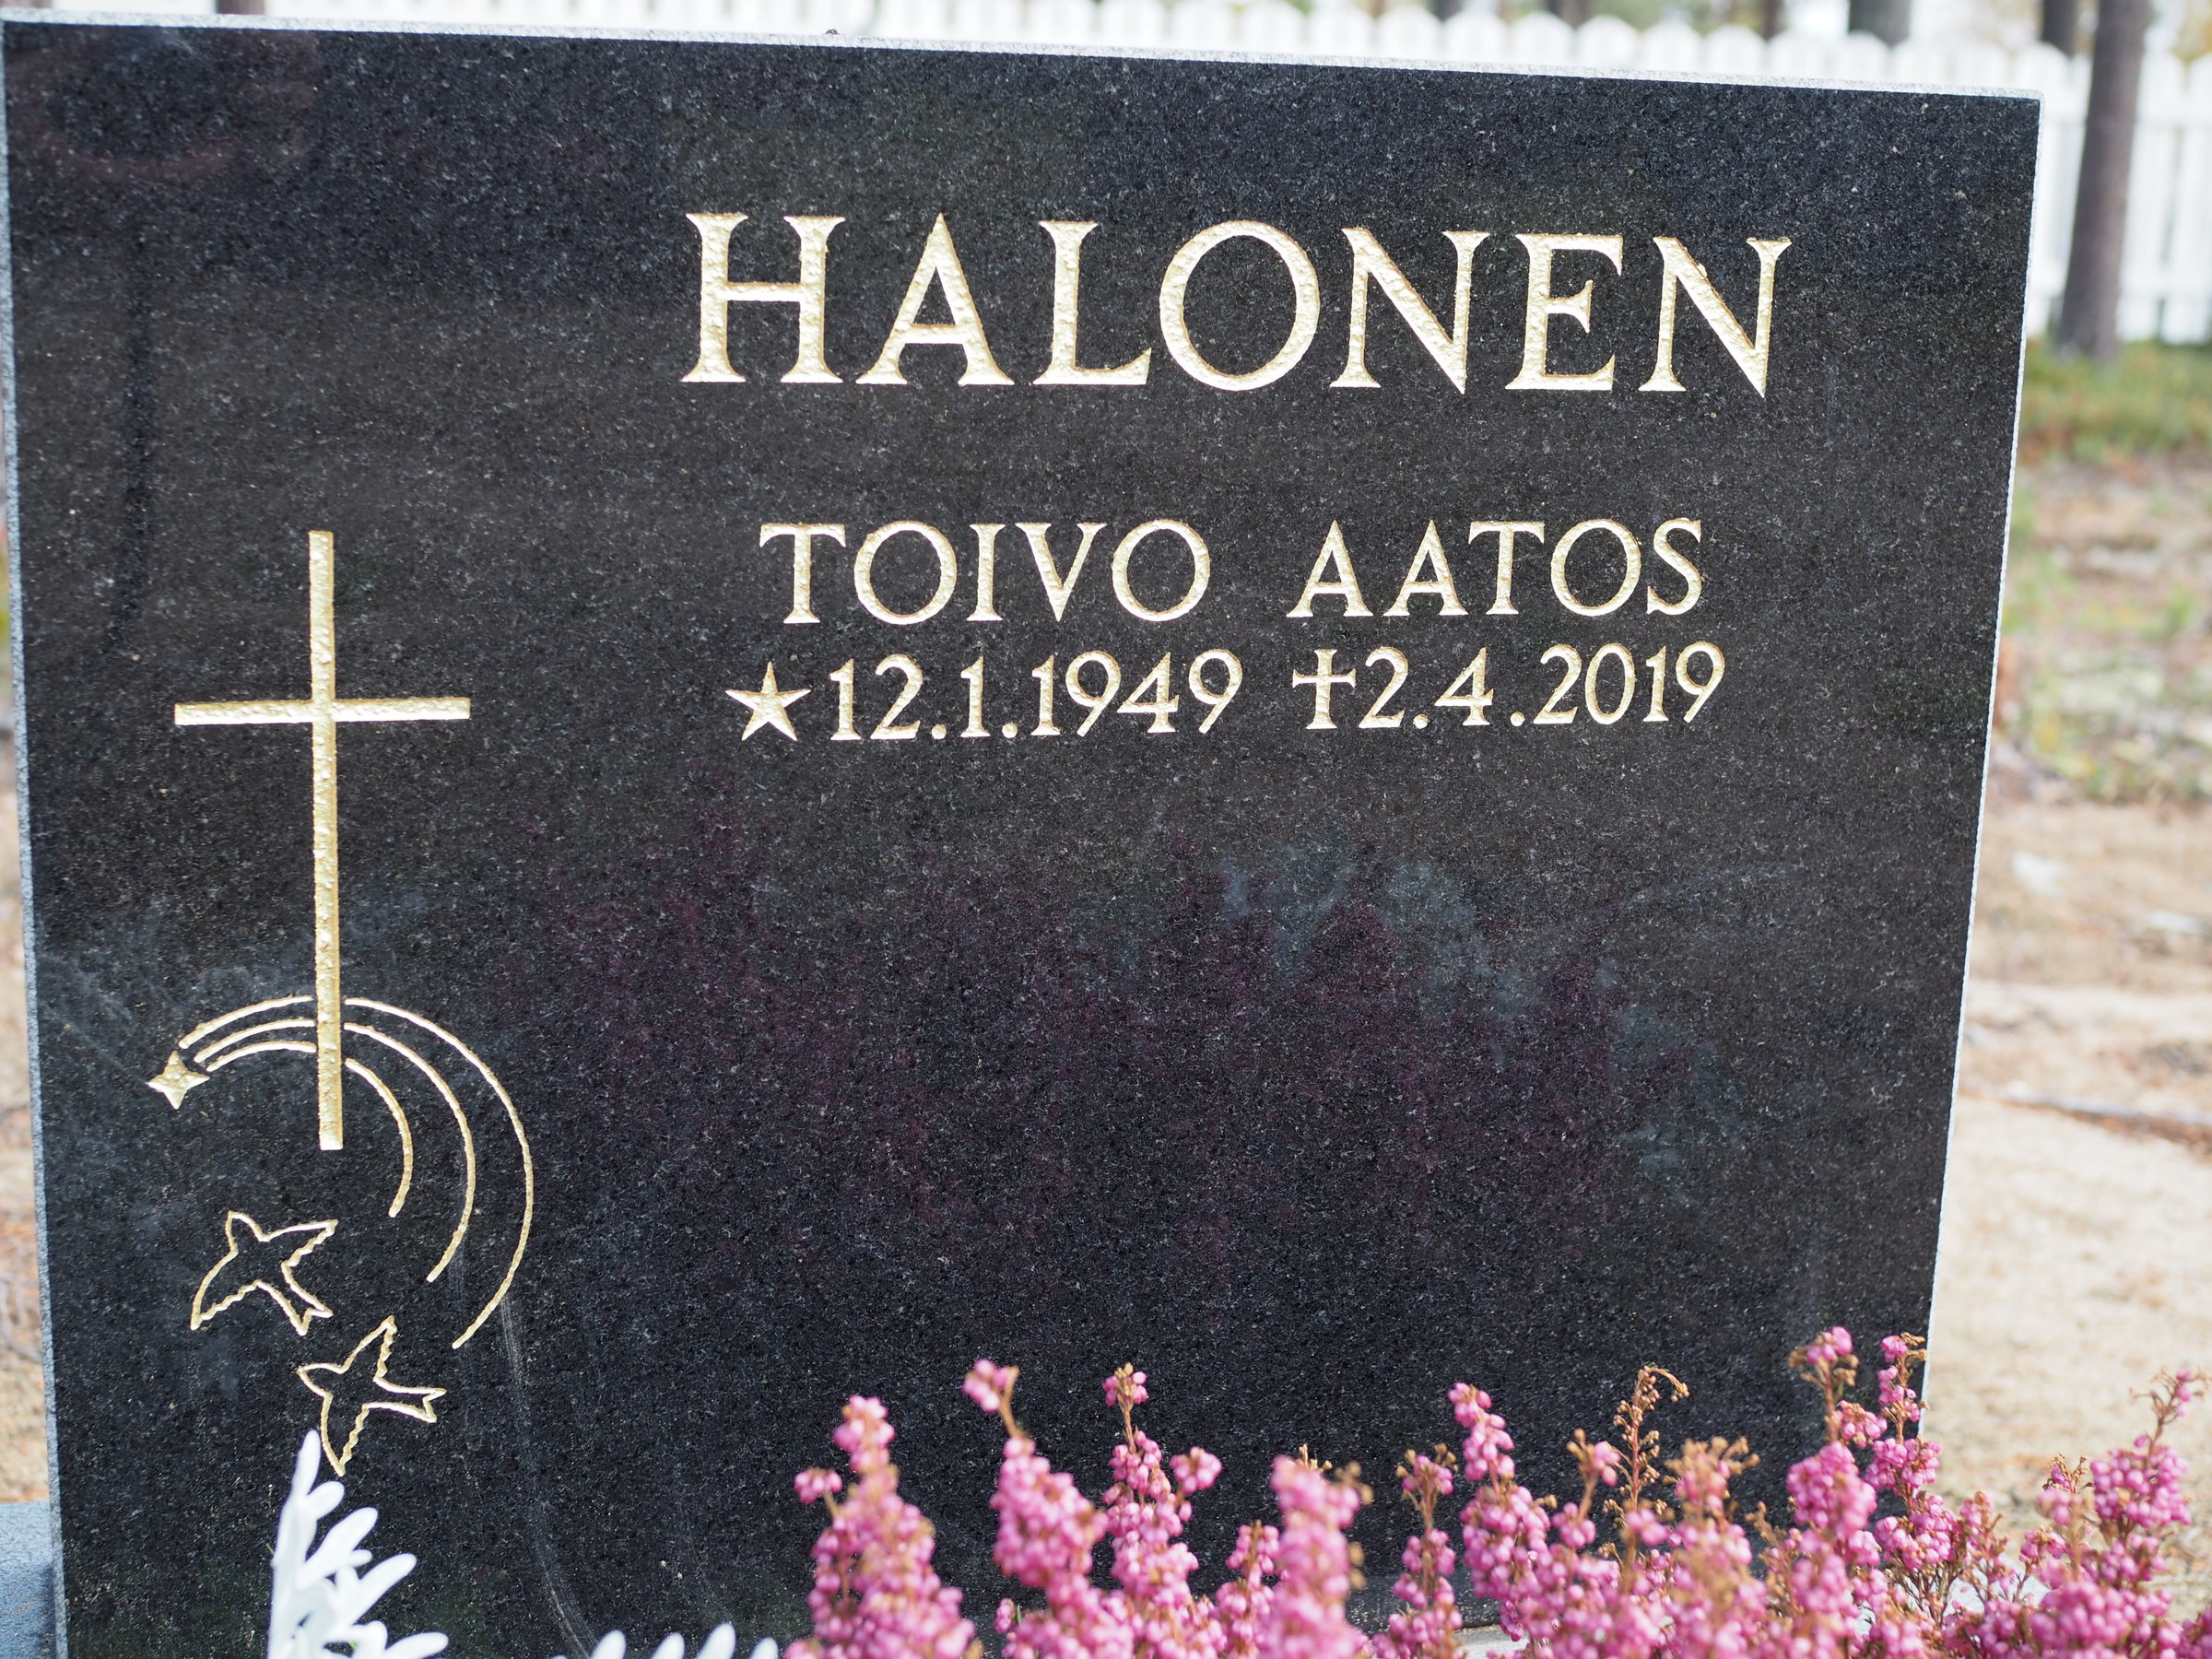 HALONEN
TOIVO AATOS
★12.1.1949 ✝2.4.2019